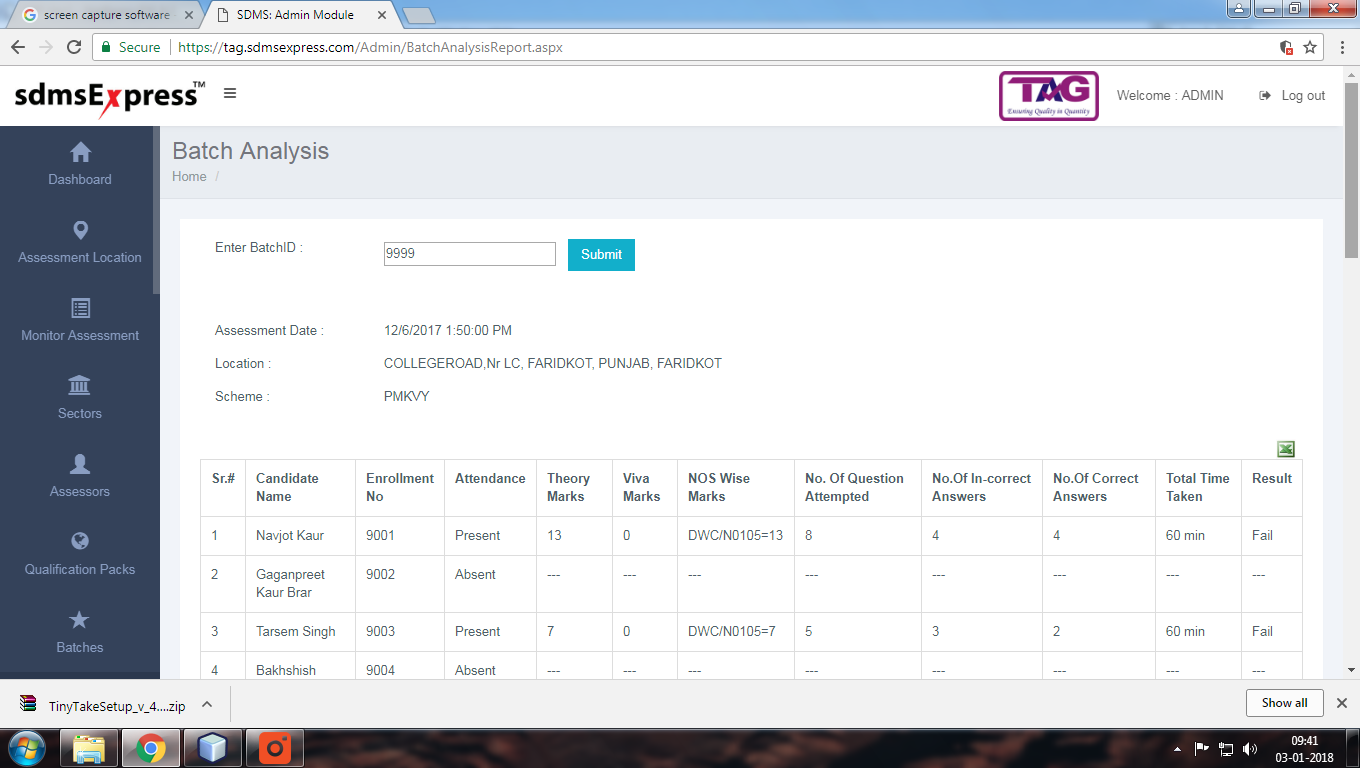 screen capture software
SDMS: Admin Module
Secure https://tag.sdmsexpress.com/Admin/BatchAnalysisReport.aspx
sdmsExpress™
TAG
Ensuring Quality in Quantity
Welcome : ADMIN
Log out
Dashboard
Assessment Location
Monitor Assessment
Sectors
Assessors
Qualification Packs
Batches
Batch Analysis
Home /
Enter BatchID : 9999 Submit
Assessment Date : 12/6/2017 1:50:00 PM
Location : COLLEGEROAD,Nr LC, FARIDKOT, PUNJAB, FARIDKOT
Scheme : PMKVY
Sr.# Candidate Name Enrollment No Attendance Theory Marks Viva Marks NOS Wise Marks No. Of Question Attempted No.Of In-correct Answers No.Of Correct Answers Total Time Taken Result
1 Navjot Kaur 9001 Present 13 0 DWC/N0105=13 8 4 4 60 min Fail
2 Gaganpreet Kaur Brar 9002 Absent --- --- --- --- --- --- --- ---
3 Tarsem Singh 9003 Present 7 0 DWC/N0105=7 5 3 2 60 min Fail
4 Bakhshish 9004 Absent --- --- --- --- --- --- --- ---
TinyTakeSetup_v_4....zip
Show all
09:41
03-01-2018